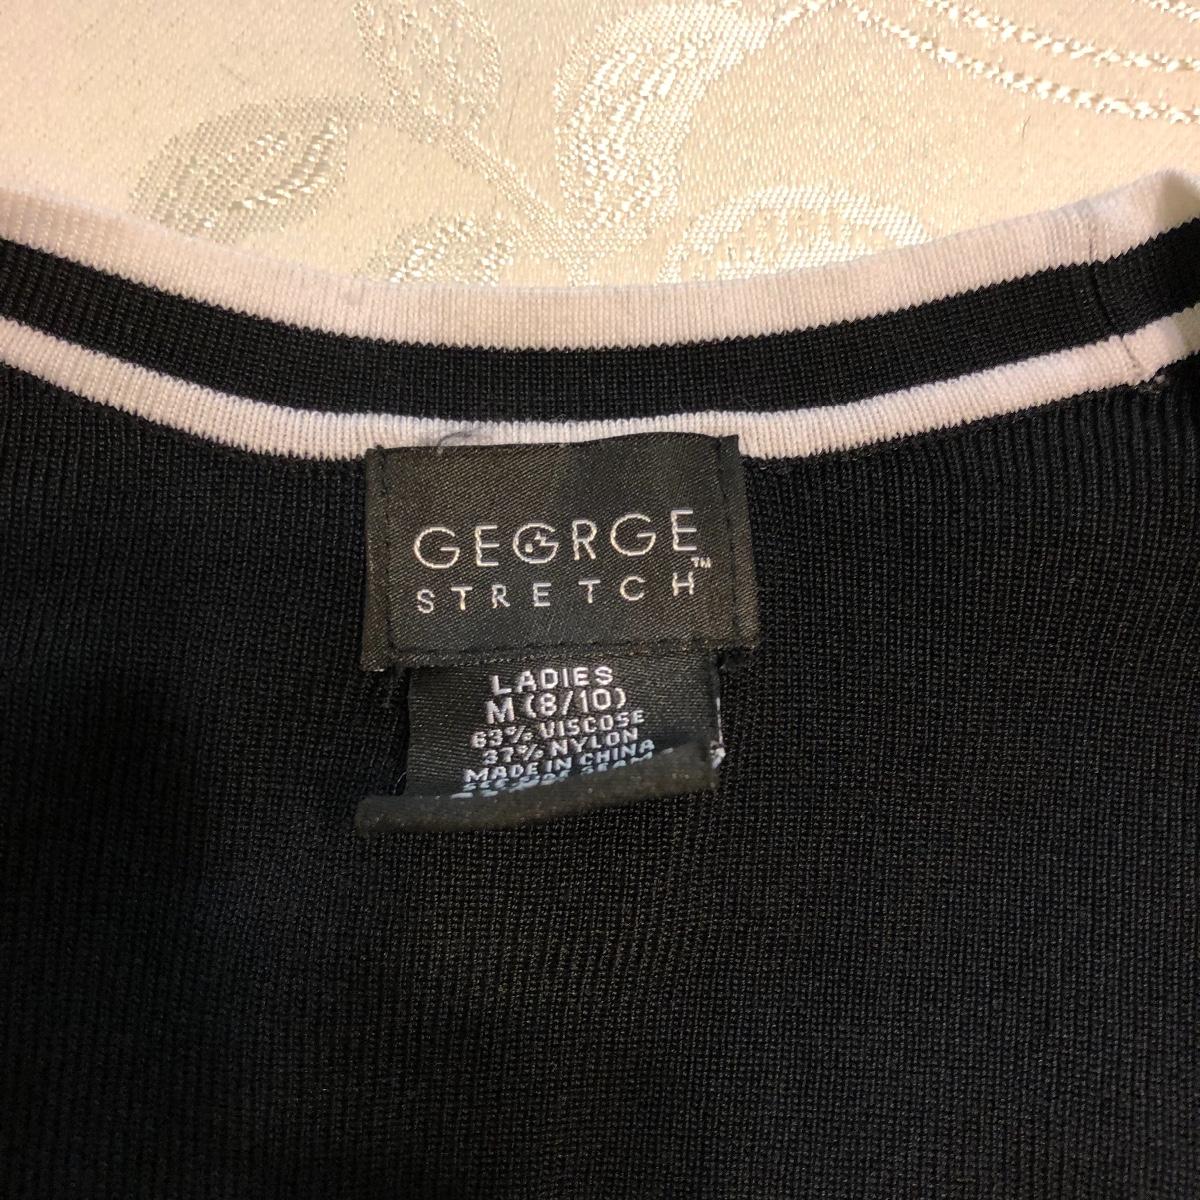 GEORGE
STRETCH™
LADIES
M (8/10)
63% VISCOSE
37% NYLON
MADE IN CHINA